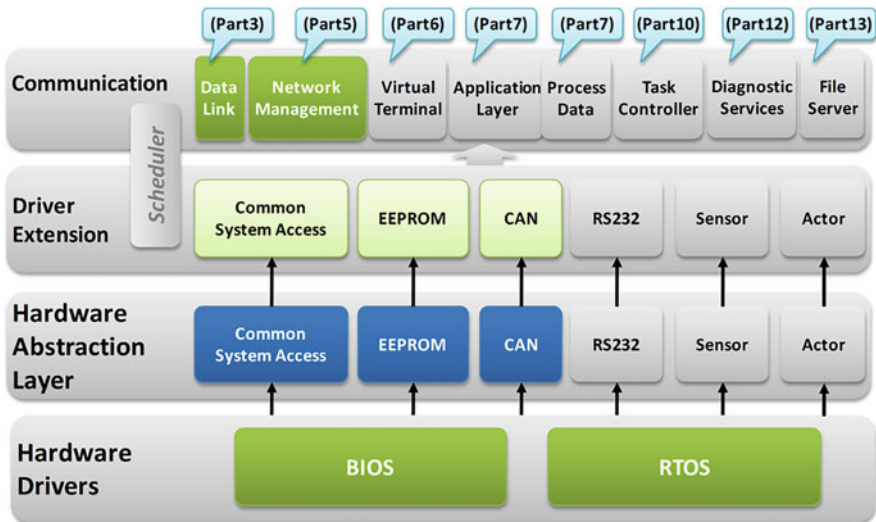 (Part3) (Part5) (Part6) (Part7) (Part7) (Part10) (Part12) (Part13)
Communication
Data
Link
Network
Management
Virtual
Terminal
Application
Layer
Process
Data
Task
Controller
Diagnostic
Services
File
Server
Scheduler
Driver
Extension
Common
System Access
EEPROM
CAN
RS232
Sensor
Actor
Hardware
Abstraction
Layer
Common
System Access
EEPROM
CAN
RS232
Sensor
Actor
Hardware
Drivers
BIOS
RTOS